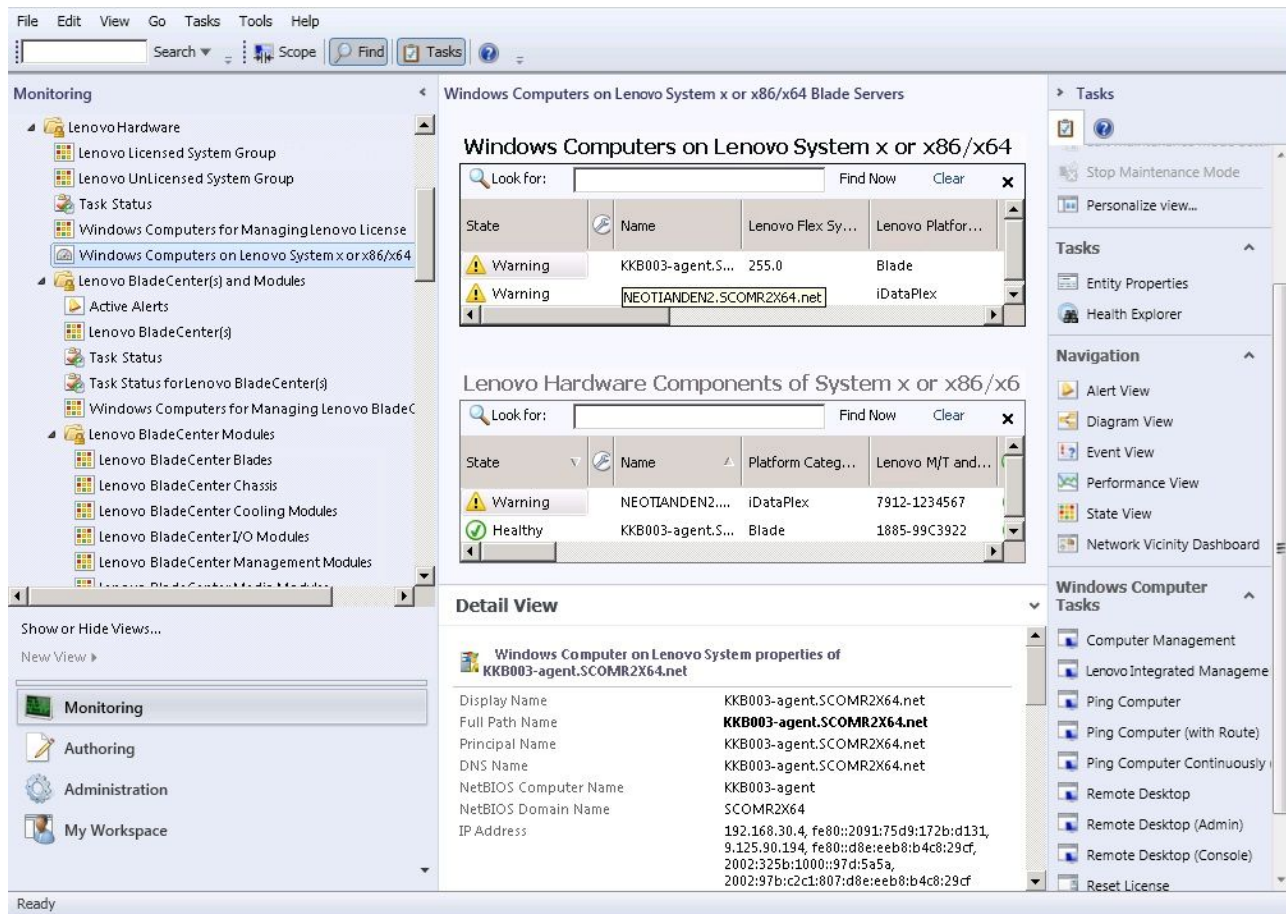 File Edit View Go Tasks Tools Help
Search Scope Find Tasks
Monitoring
Lenovo Hardware
Lenovo Licensed System Group
Lenovo UnLicensed System Group
Task Status
Windows Computers for Managing Lenovo License
Windows Computers on Lenovo System x or x86/x64
Lenovo BladeCenter(s) and Modules
Active Alerts
Lenovo BladeCenter(s)
Task Status
Task Status for Lenovo BladeCenter(s)
Windows Computers for Managing Lenovo BladeC
Lenovo BladeCenter Modules
Lenovo BladeCenter Blades
Lenovo BladeCenter Chassis
Lenovo BladeCenter Cooling Modules
Lenovo BladeCenter I/O Modules
Lenovo BladeCenter Management Modules
Show or Hide Views...
New View
Monitoring
Authoring
Administration
My Workspace
Windows Computers on Lenovo System x or x86/x64 Blade Servers
Windows Computers on Lenovo System x or x86/x64
Look for: Find Now Clear
State Name Lenovo Flex Sy... Lenovo Platfor...
Warning KKB003-agent.S... 255.0 Blade
Warning NEOTIANDEN2.SCOMR2X64.net iDataPlex
Lenovo Hardware Components of System x or x86/x6
Look for: Find Now Clear
State Name Platform Categ... Lenovo M/T and...
Warning NEOTIANDEN2.... iDataPlex 7912-1234567
Healthy KKB003-agent.S... Blade 1885-99C3922
Detail View
Windows Computer on Lenovo System properties of
KKB003-agent.SCOMR2X64.net
Display Name KKB003-agent.SCOMR2X64.net
Full Path Name KKB003-agent.SCOMR2X64.net
Principal Name KKB003-agent.SCOMR2X64.net
DNS Name KKB003-agent.SCOMR2X64.net
NetBIOS Computer Name KKB003-agent
NetBIOS Domain Name SCOMR2X64
IP Address 192.168.30.4, fe80::2091:75d9:172b:d131,
9.125.90.194, fe80::d8e:eeb8:b4c8:29cf,
2002:325b:1000::97d:5a5a,
2002:97b:c2c1:807:d8e:eeb8:b4c8:29cf
Tasks
Stop Maintenance Mode
Personalize view...
Tasks
Entity Properties
Health Explorer
Navigation
Alert View
Diagram View
Event View
Performance View
State View
Network Vicinity Dashboard
Windows Computer
Tasks
Computer Management
Lenovo Integrated Manageme
Ping Computer
Ping Computer (with Route)
Ping Computer Continuously (
Remote Desktop
Remote Desktop (Admin)
Remote Desktop (Console)
Reset License
Ready